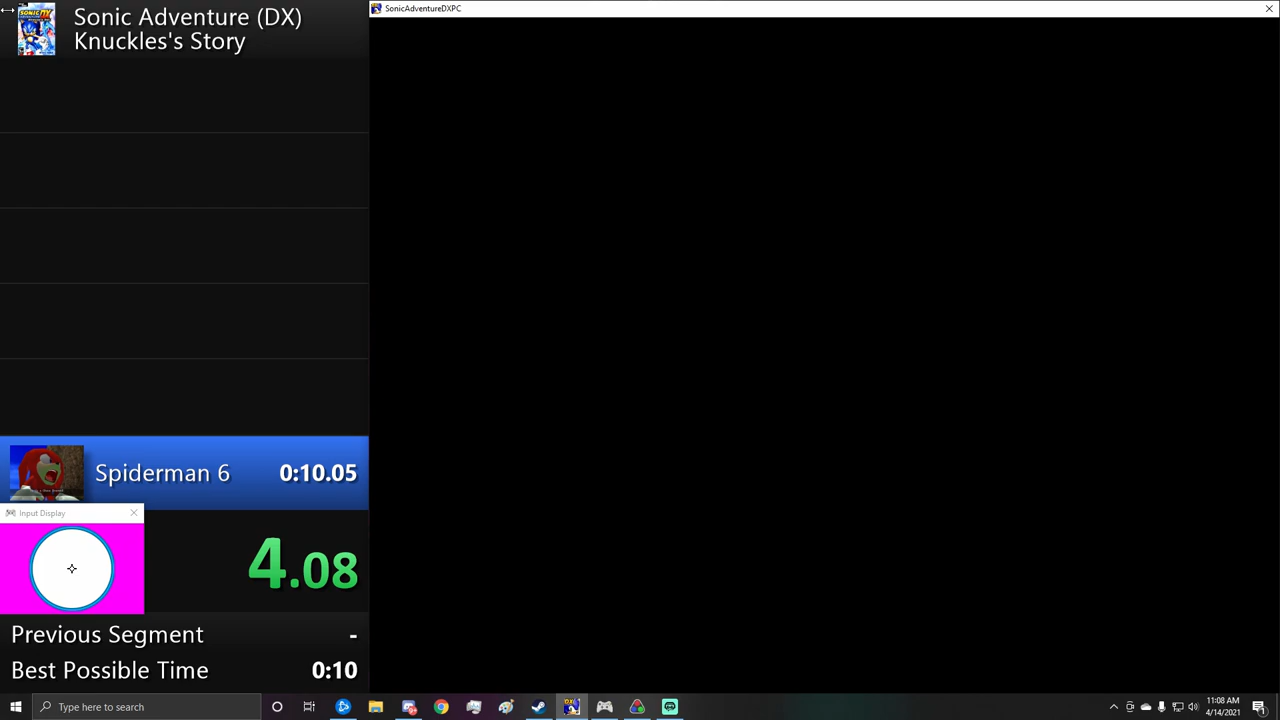 Sonic Adventure (DX)
Knuckles's Story
SonicAdventureDXPC
Spiderman 6 0:10.05
Input Display
4.08
Previous Segment -
Best Possible Time 0:10
Type here to search
11:08 AM
4/14/2021